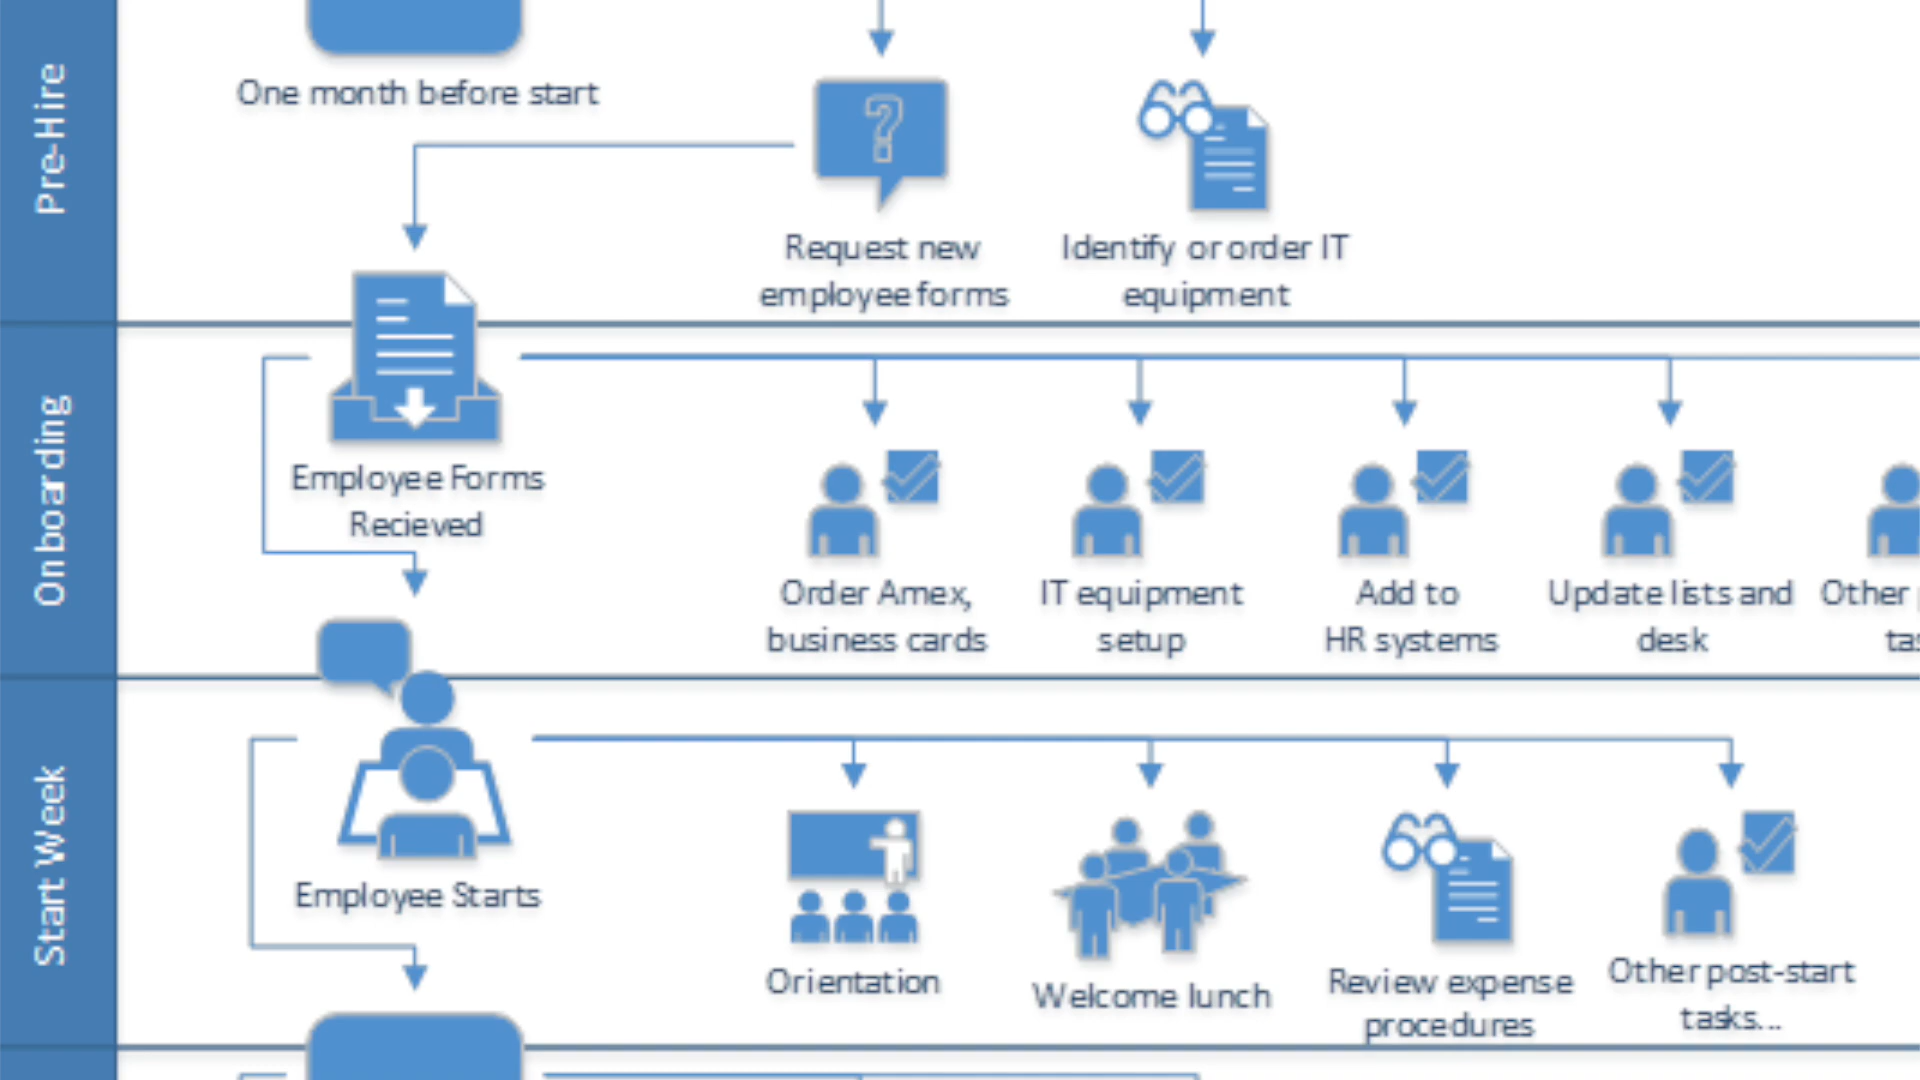 Pre-Hire
One month before start
Request new
employee forms
Identify or order IT
equipment
Onboarding
Employee Forms
Recieved
Order Amex,
business cards
IT equipment
setup
Add to
HR systems
Update lists and
desk
Other
Start Week
Employee Starts
Orientation
Welcome lunch
Review expense
procedures
Other post-start
tasks...